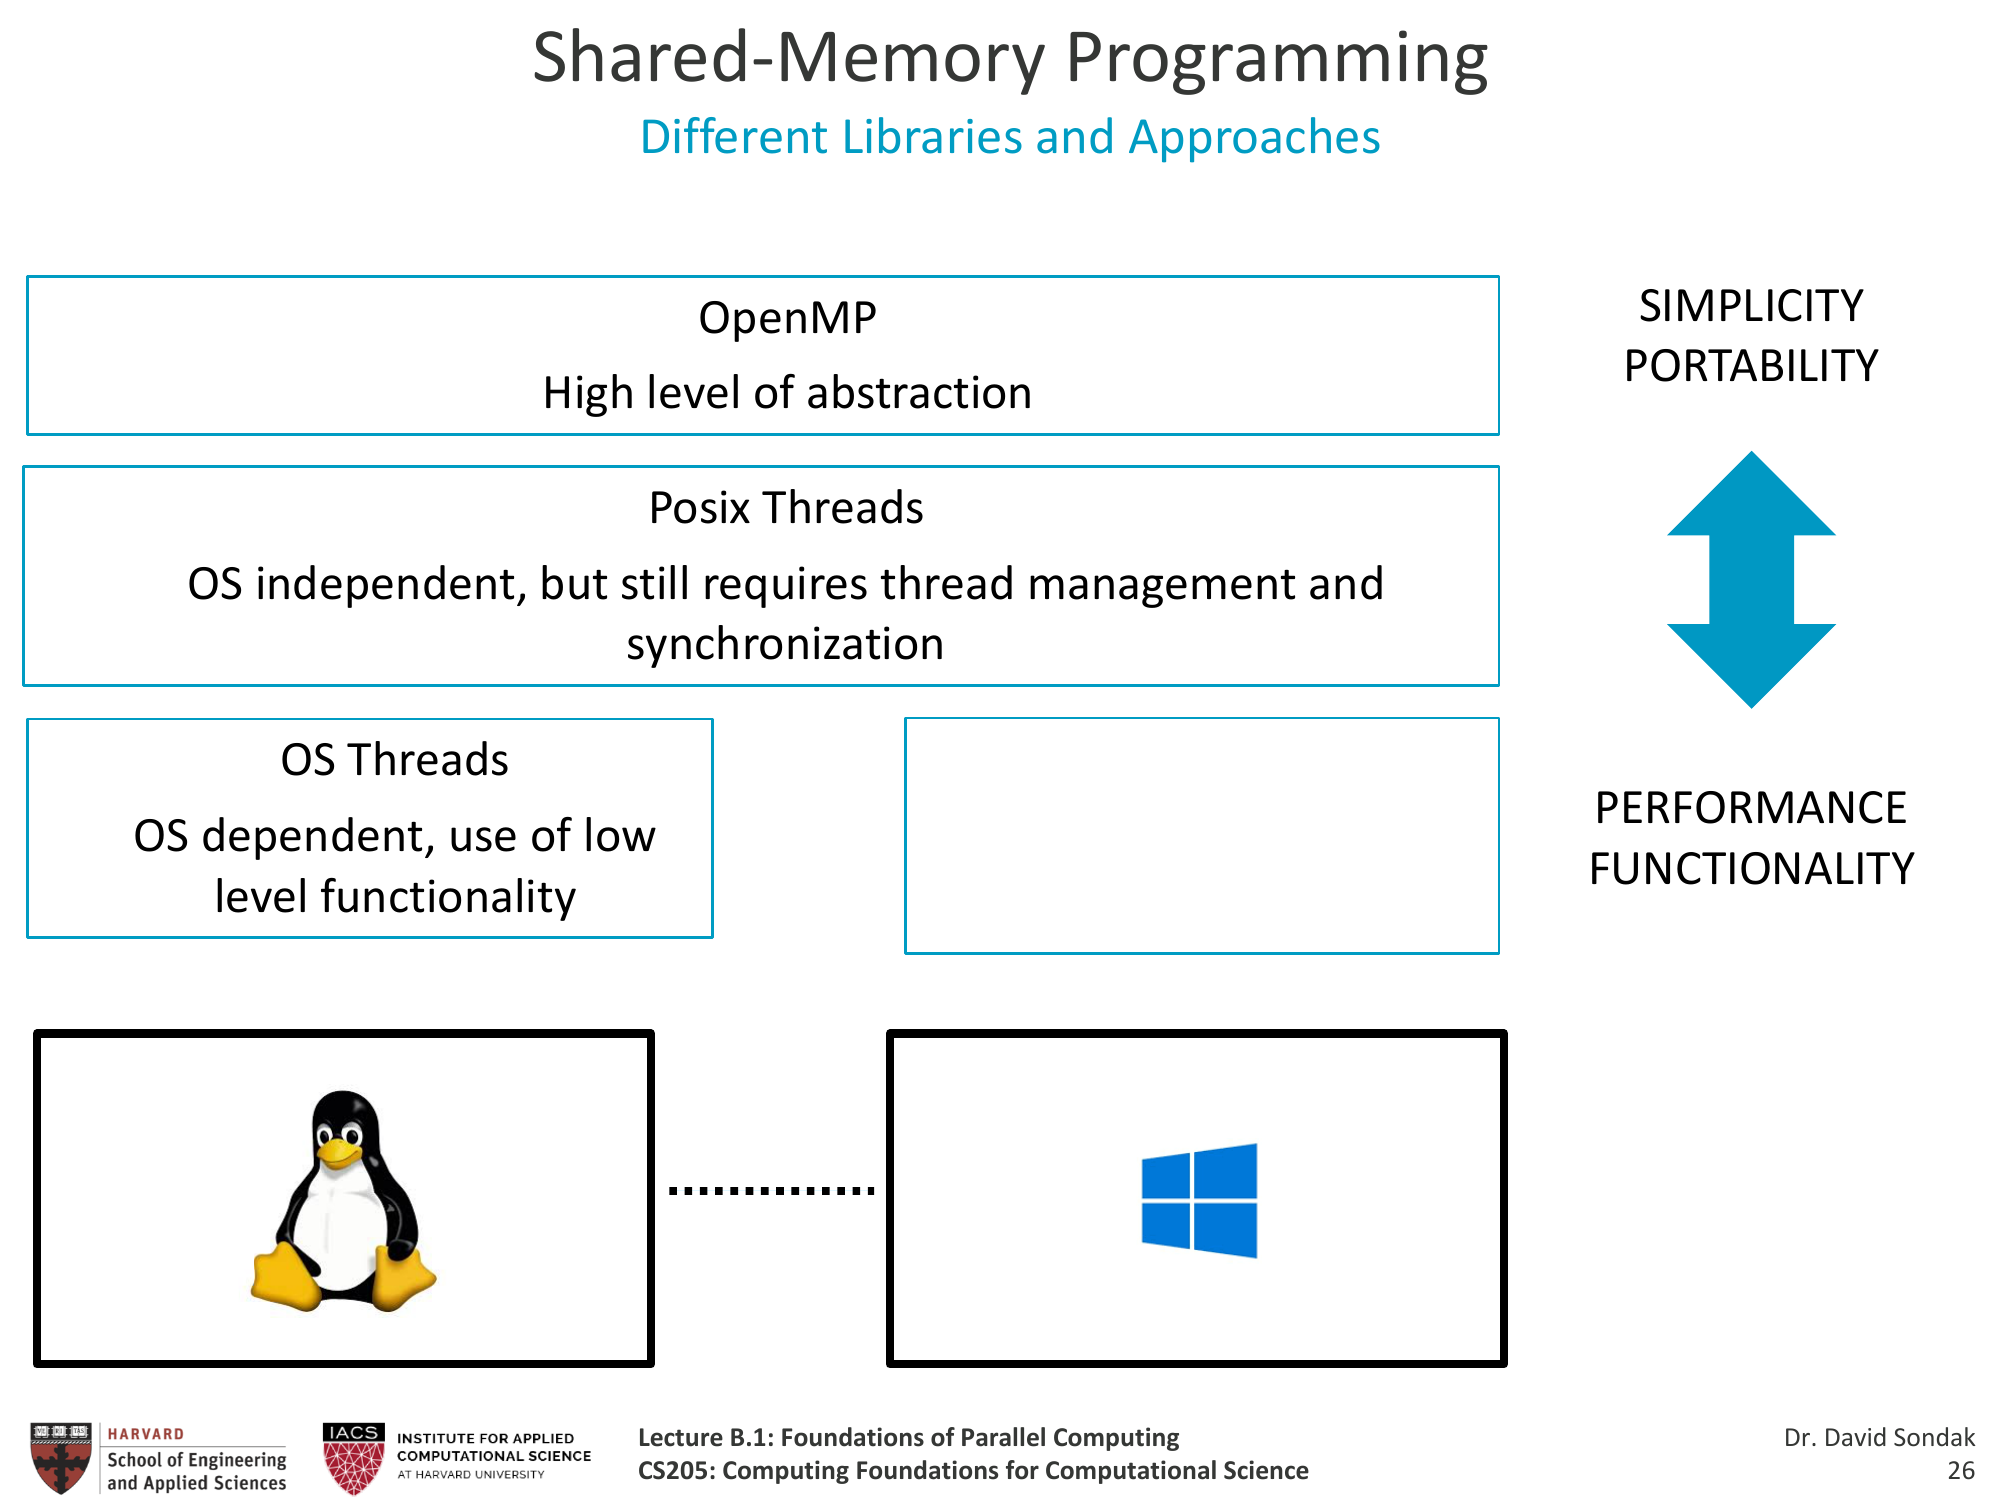 Shared-Memory Programming
Different Libraries and Approaches
OpenMP
High level of abstraction
SIMPLICITY
PORTABILITY
Posix Threads
OS independent, but still requires thread management and
synchronization
OS Threads
OS dependent, use of low
level functionality
PERFORMANCE
FUNCTIONALITY
HARVARD
School of Engineering
and Applied Sciences
IACS
INSTITUTE FOR APPLIED
COMPUTATIONAL SCIENCE
AT HARVARD UNIVERSITY
Lecture B.1: Foundations of Parallel Computing
CS205: Computing Foundations for Computational Science
Dr. David Sondak
26